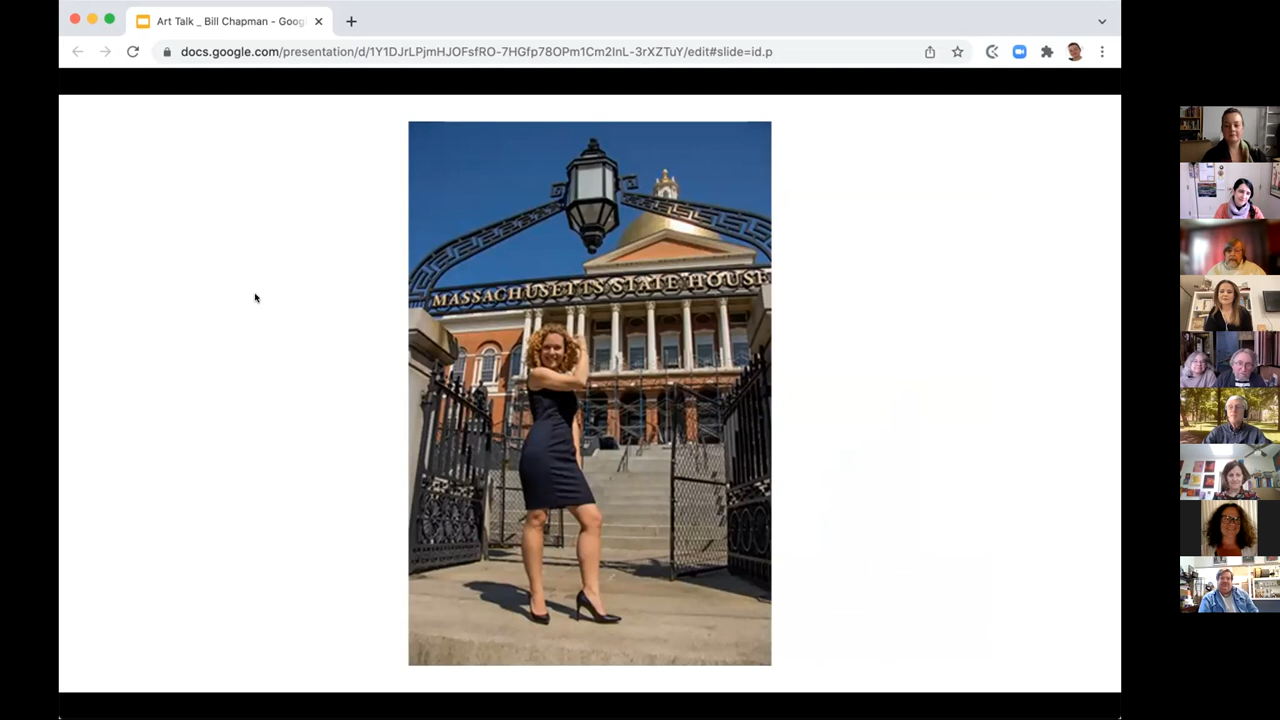 Art Talk _ Bill Chapman - Goog
docs.google.com/presentation/d/1Y1DJrLPjmHJOFsfRO-7HGfp78OPm1Cm2InL-3rXZTuY/edit#slide=id.p
MASSACHUSETTS STATE HOUSE